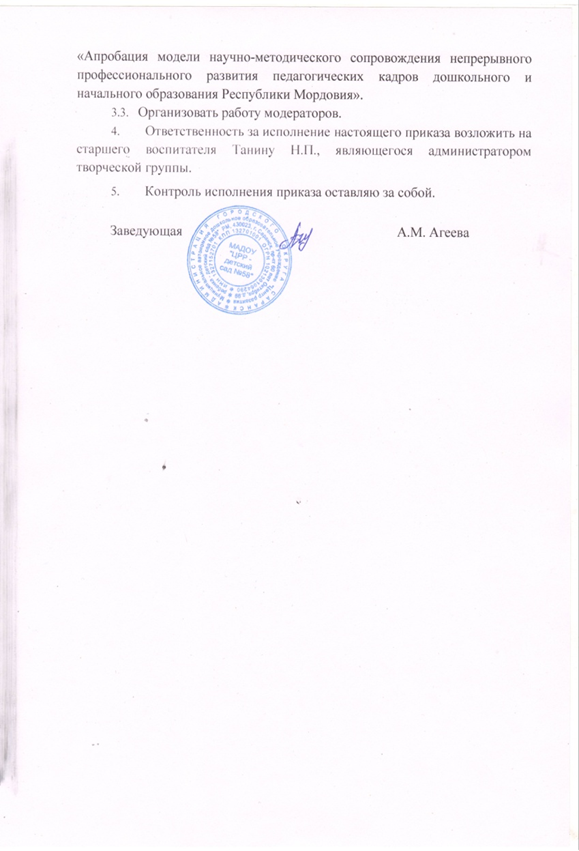 «Апробация модели научно-методического сопровождения непрерывного
профессионального развития педагогических кадров дошкольного и
начального образования Республики Мордовия».
3.3. Организовать работу модераторов.
4. Ответственность за исполнение настоящего приказа возложить на
старшего воспитателя Танину Н.П., являющегося администратором
творческой группы.
5. Контроль исполнения приказа оставляю за собой.
Заведующая А.М. Агеева
МАДОУ
"ЦРР -
детский
сад №58"